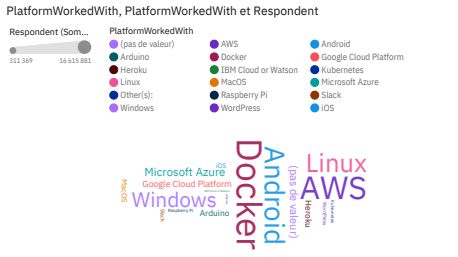 PlatformWorkedWith, PlatformWorkedWith et Respondent
Respondent (Som...
311 369
16 615 881
PlatformWorkedWith
(pas de valeur)
AWS
Android
Arduino
Docker
Google Cloud Platform
Heroku
IBM Cloud or Watson
Kubernetes
Linux
MacOS
Microsoft Azure
Other(s):
Raspberry Pi
Slack
Windows
WordPress
iOS
Docker
Android
Linux
AWS
(pas de valeur)
iOS
Microsoft Azure
Google Cloud Platform
MacOS
Windows
Slack
Raspberry Pi
Arduino
Heroku
WordPress
Kubernetes